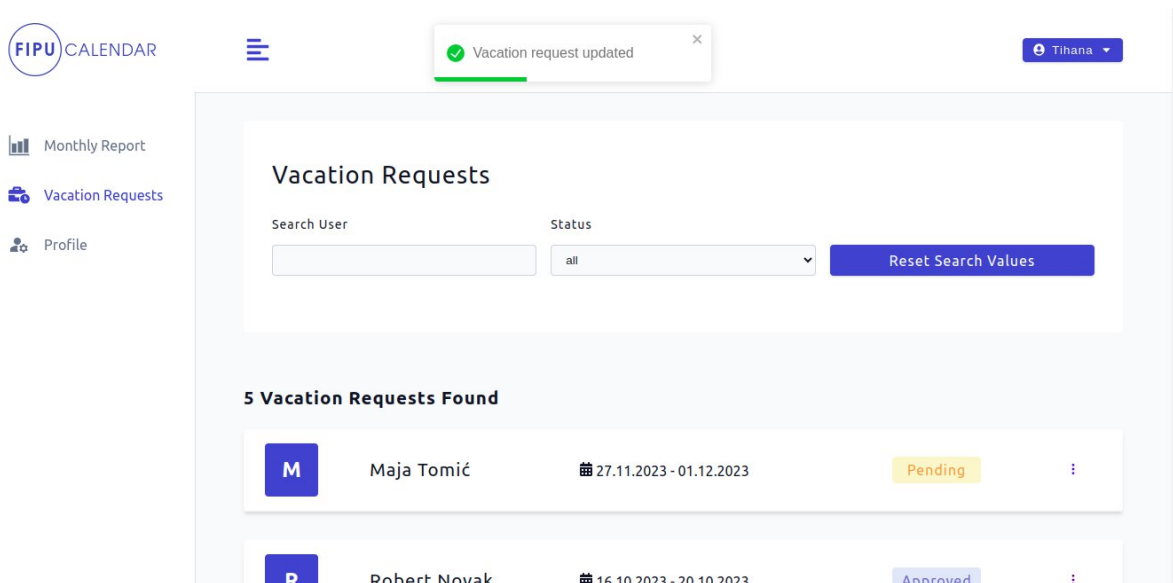 FIPU CALENDAR
Vacation request updated
Tihana
Monthly Report
Vacation Requests
Profile
Vacation Requests
Search User
Status
all
Reset Search Values
5 Vacation Requests Found
M Maja Tomić 27.11.2023 - 01.12.2023 Pending
R Robert Novak 16.10.2023 - 20.10.2023 Approved